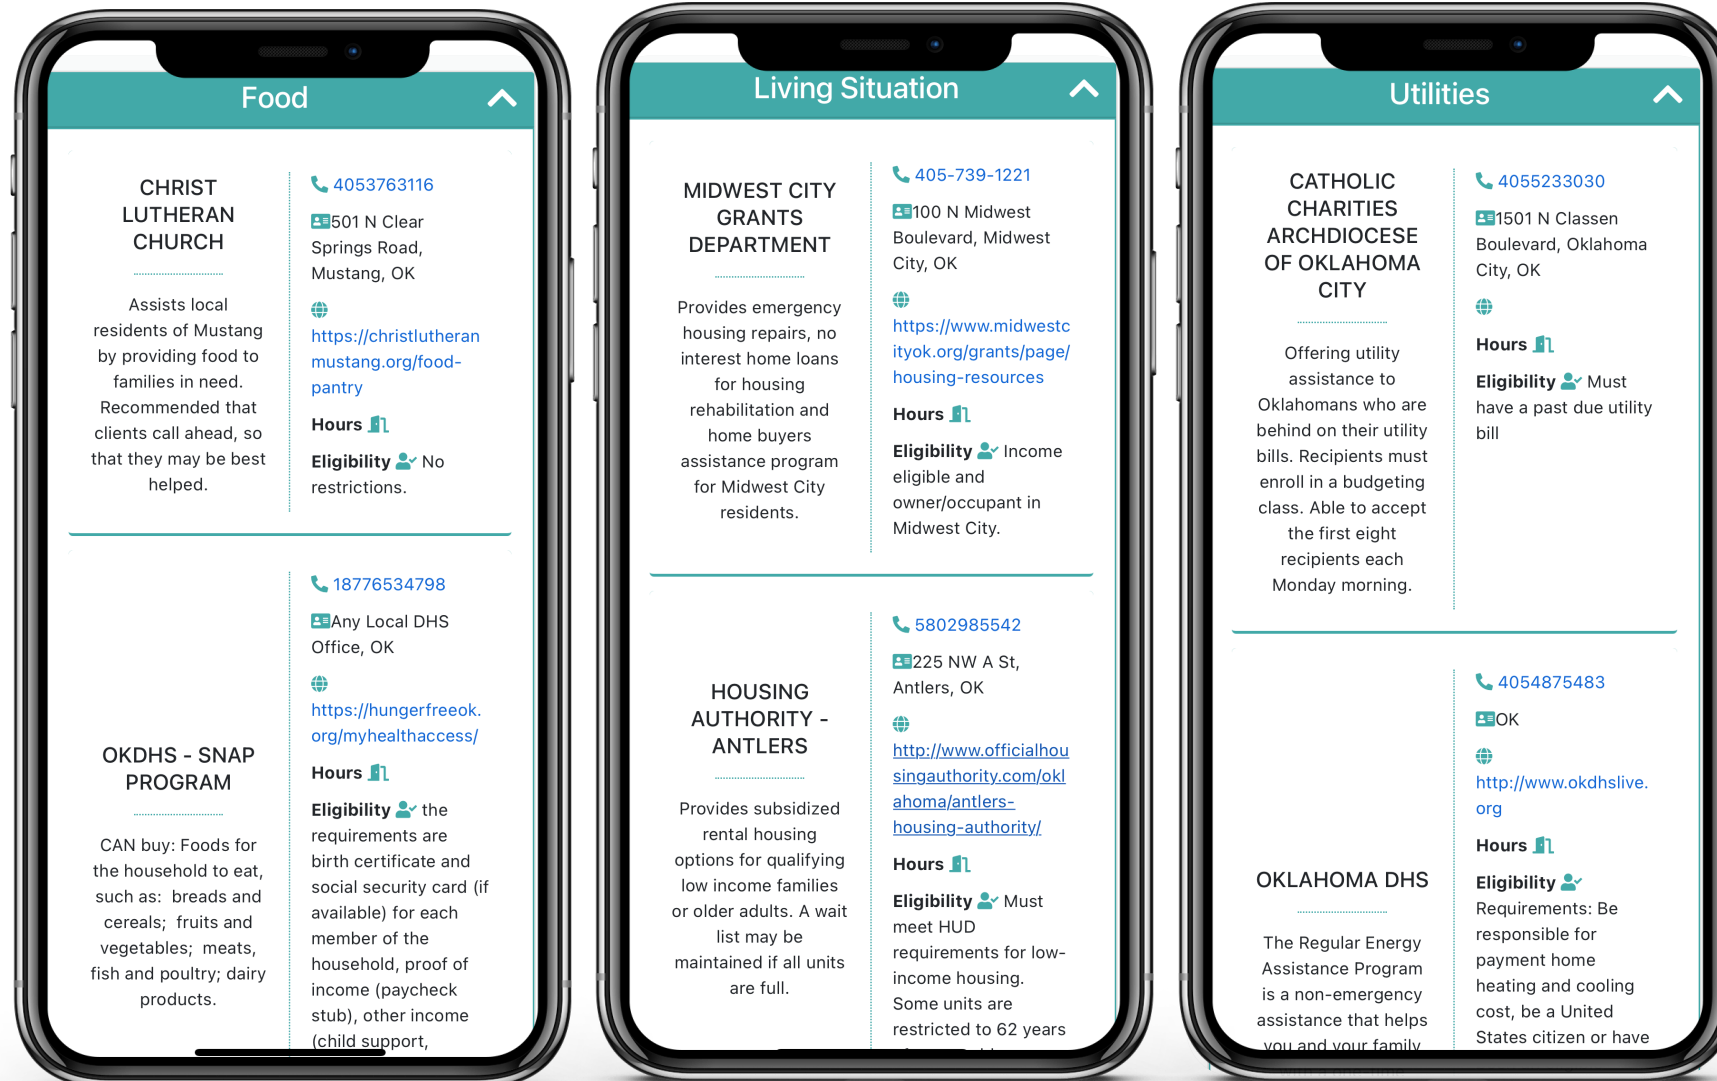 Food
CHRIST
LUTHERAN
CHURCH
Assists local
residents of Mustang
by providing food to
families in need.
Recommended that
clients call ahead, so
that they may be best
helped.
4053763116
501 N Clear
Springs Road,
Mustang, OK
https://christlutheran
mustang.org/food-
pantry
Hours
Eligibility No
restrictions.
OKDHS - SNAP
PROGRAM
CAN buy: Foods for
the household to eat,
such as: breads and
cereals; fruits and
vegetables; meats,
fish and poultry; dairy
products.
18776534798
Any Local DHS
Office, OK
https://hungerfreeok.
org/myhealthaccess/
Hours
Eligibility the
requirements are
birth certificate and
social security card (if
available) for each
member of the
household, proof of
income (paycheck
stub), other income
(child support,
Living Situation
MIDWEST CITY
GRANTS
DEPARTMENT
Provides emergency
housing repairs, no
interest home loans
for housing
rehabilitation and
home buyers
assistance program
for Midwest City
residents.
405-739-1221
100 N Midwest
Boulevard, Midwest
City, OK
https://www.midwestc
ityok.org/grants/page/
housing-resources
Hours
Eligibility Income
eligible and
owner/occupant in
Midwest City.
HOUSING
AUTHORITY -
ANTLERS
Provides subsidized
rental housing
options for qualifying
low income families
or older adults. A wait
list may be
maintained if all units
are full.
5802985542
225 NW A St,
Antlers, OK
http://www.officialhou
singauthority.com/okl
ahoma/antlers-
housing-authority/
Hours
Eligibility Must
meet HUD
requirements for low-
income housing.
Some units are
restricted to 62 years
Utilities
CATHOLIC
CHARITIES
ARCHDIOCESE
OF OKLAHOMA
CITY
Offering utility
assistance to
Oklahomans who are
behind on their utility
bills. Recipients must
enroll in a budgeting
class. Able to accept
the first eight
recipients each
Monday morning.
4055233030
1501 N Classen
Boulevard, Oklahoma
City, OK
Hours
Eligibility Must
have a past due utility
bill
OKLAHOMA DHS
The Regular Energy
Assistance Program
is a non-emergency
assistance that helps
you and your family
4054875483
OK
http://www.okdhslive.
org
Hours
Eligibility
Requirements: Be
responsible for
payment home
heating and cooling
cost, be a United
States citizen or have